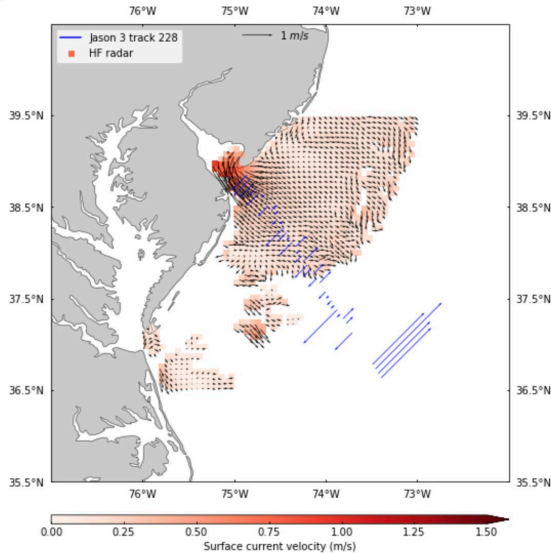 76°W 75°W 74°W 73°W
Jason 3 track 228
HF radar
1 m/s
39.5°N 39.5°N
38.5°N 38.5°N
37.5°N 37.5°N
36.5°N 36.5°N
35.5°N 35.5°N
76°W 75°W 74°W 73°W
0.00 0.25 0.50 0.75 1.00 1.25 1.50
Surface current velocity (m/s)